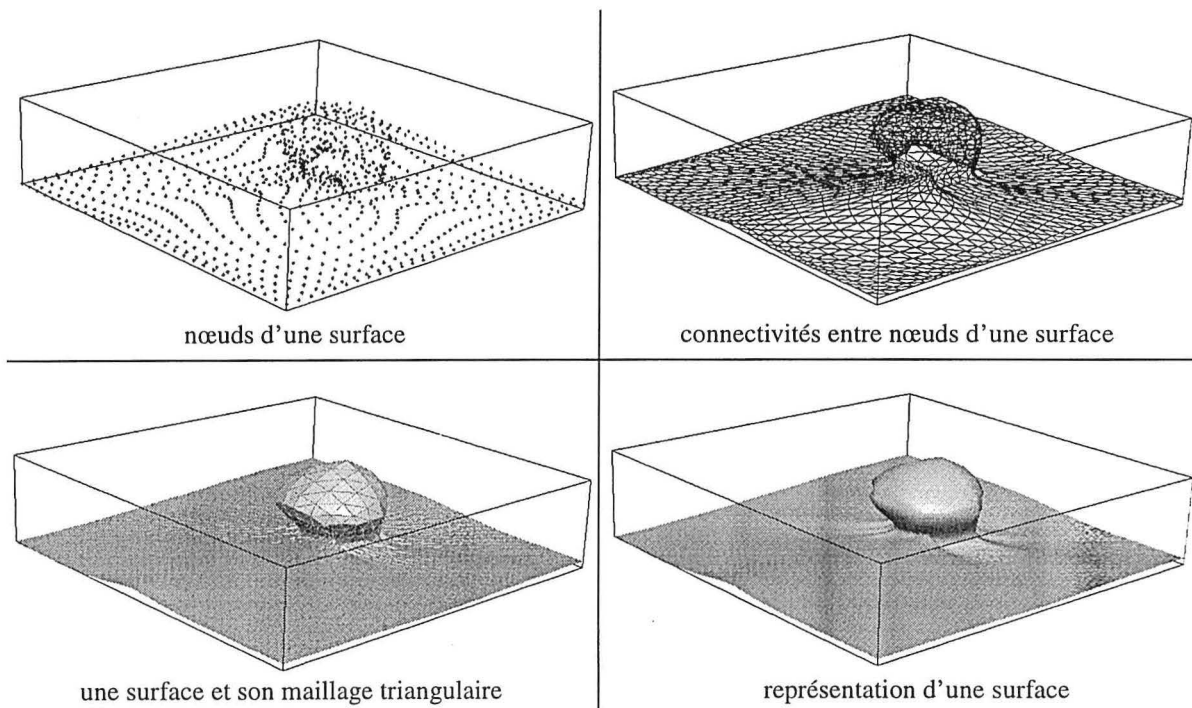 nœuds d'une surface
connectivités entre nœuds d'une surface
une surface et son maillage triangulaire
représentation d'une surface